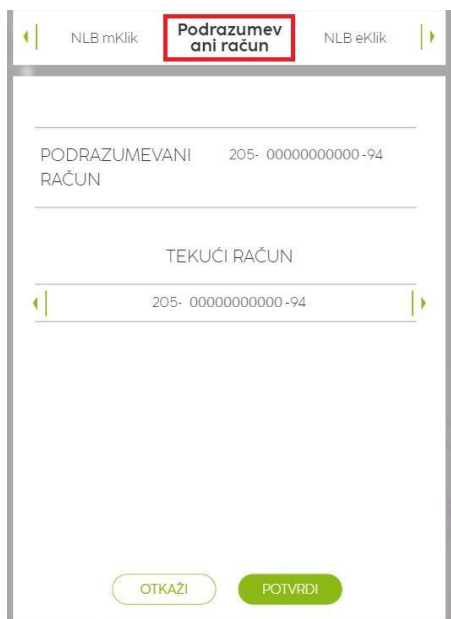 NLB mKlik Podrazumev NLB eKlik
ani račun
PODRAZUMEVANI 205- 00000000000 -94
RAČUN
TEKUĆI RAČUN
205- 00000000000 -94
OTKAŽI POTVRDI